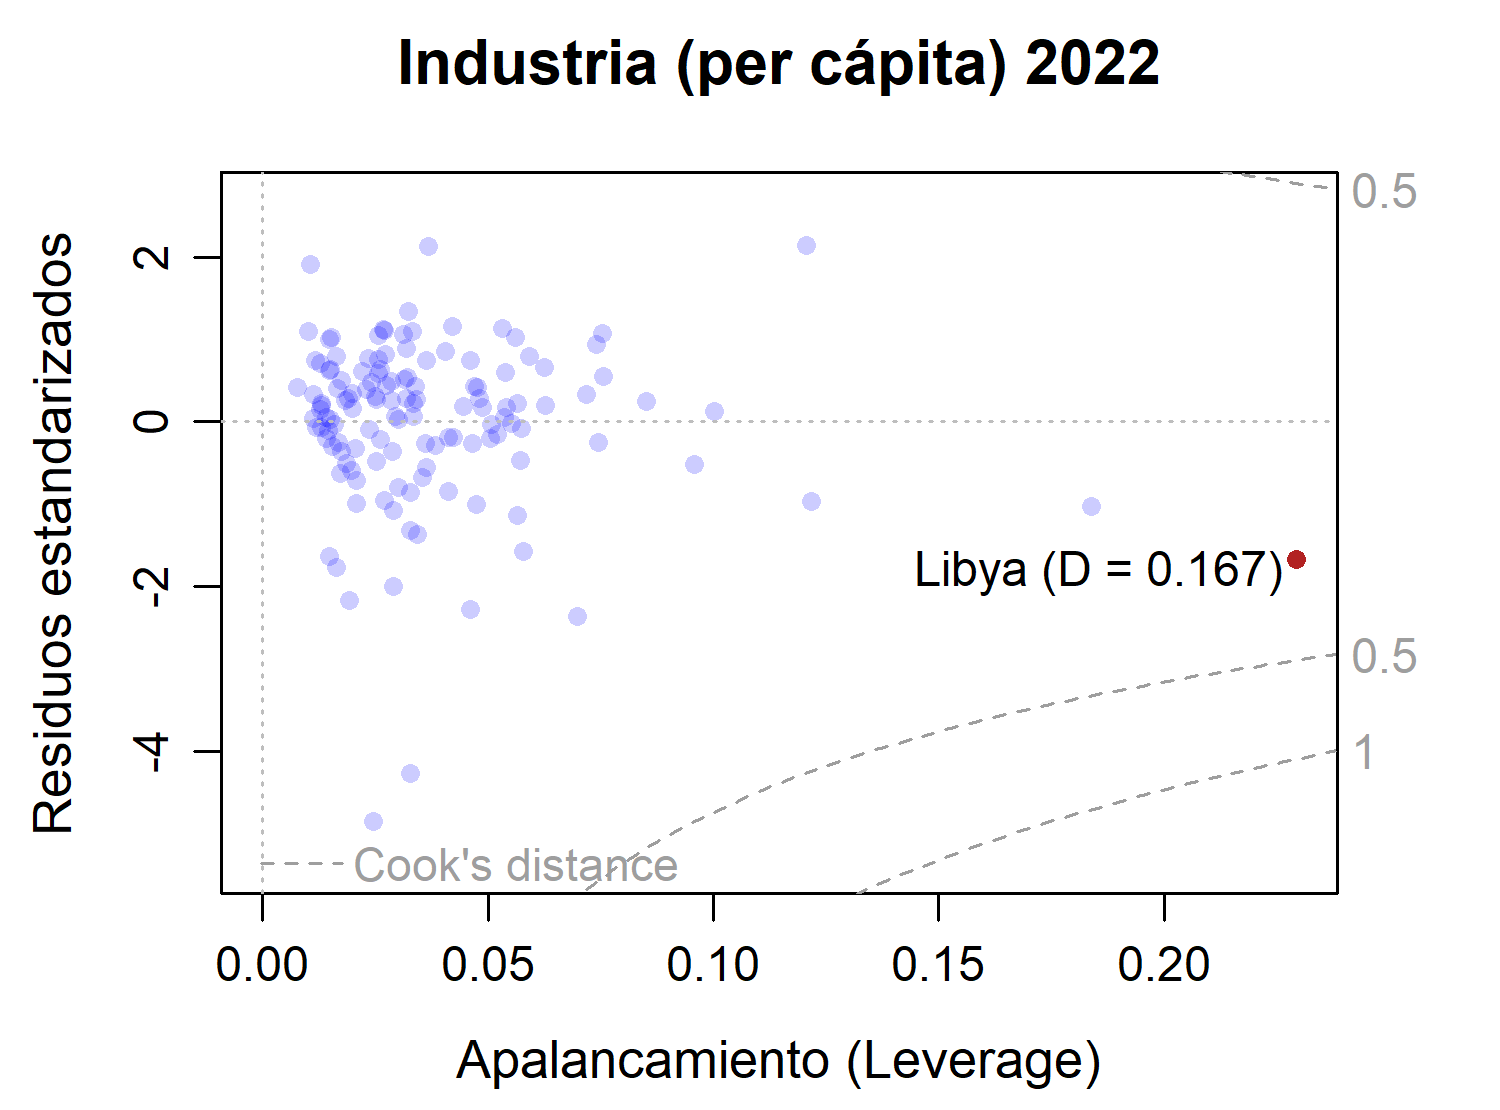 Industria (per cápita) 2022
Residuos estandarizados
2
0
-2
-4
0.5
Libya (D = 0.167)
0.5
1
Cook's distance
0.00 0.05 0.10 0.15 0.20
Apalancamiento (Leverage)